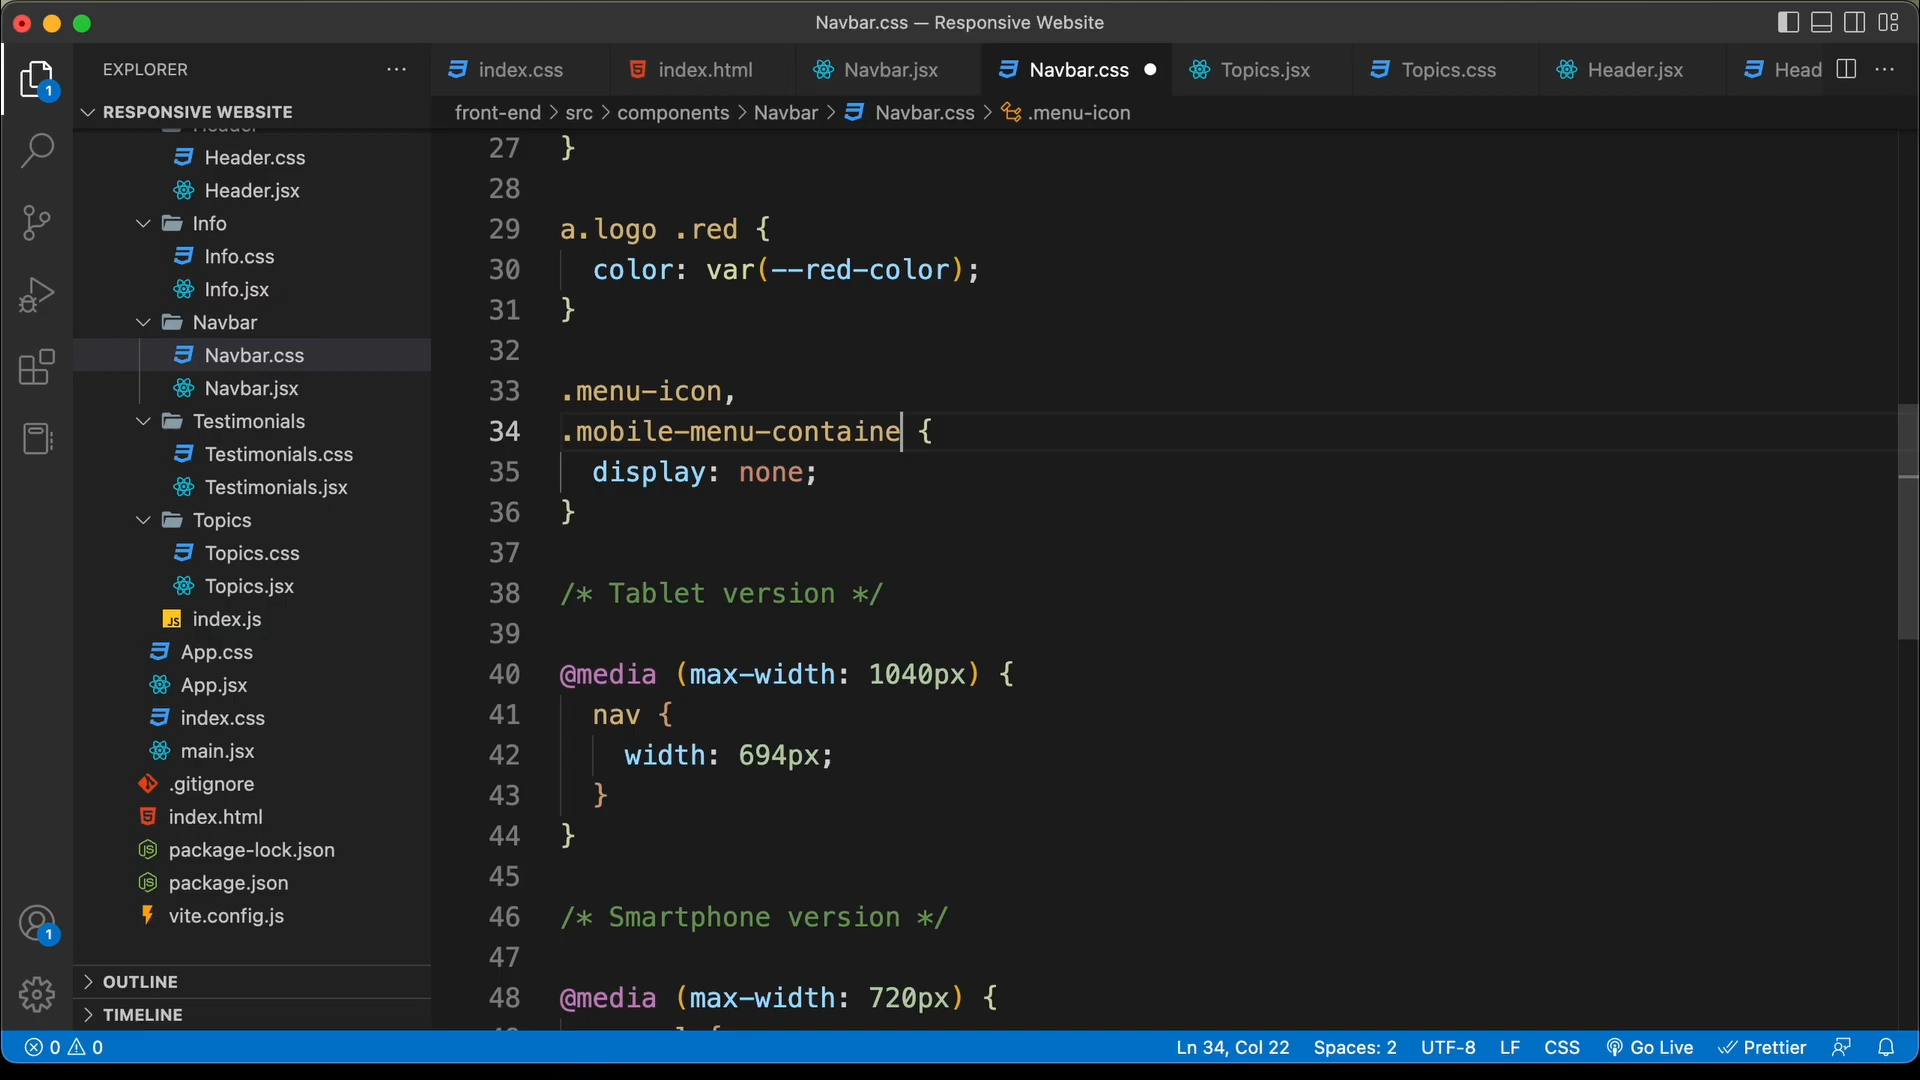 Navbar.css — Responsive Website
EXPLORER
index.css
index.html
Navbar.jsx
Navbar.css
Topics.jsx
Topics.css
Header.jsx
Head
RESPONSIVE WEBSITE
front-end > src > components > Navbar > Navbar.css > .menu-icon
Header
Header.css
Header.jsx
Info
Info.css
Info.jsx
Navbar
Navbar.css
Navbar.jsx
Testimonials
Testimonials.css
Testimonials.jsx
Topics
Topics.css
Topics.jsx
JS index.js
App.css
App.jsx
index.css
main.jsx
.gitignore
index.html
package-lock.json
package.json
vite.config.js
OUTLINE
TIMELINE
1
1
27 }
28
29 a.logo .red {
30 color: var(--red-color);
31 }
32
33 .menu-icon,
34 .mobile-menu-containe {
35 display: none;
36 }
37
38 /* Tablet version */
39
40 @media (max-width: 1040px) {
41 nav {
42 width: 694px;
43 }
44 }
45
46 /* Smartphone version */
47
48 @media (max-width: 720px) {
0 0
Ln 34, Col 22
Spaces: 2
UTF-8
LF
CSS
Go Live
Prettier